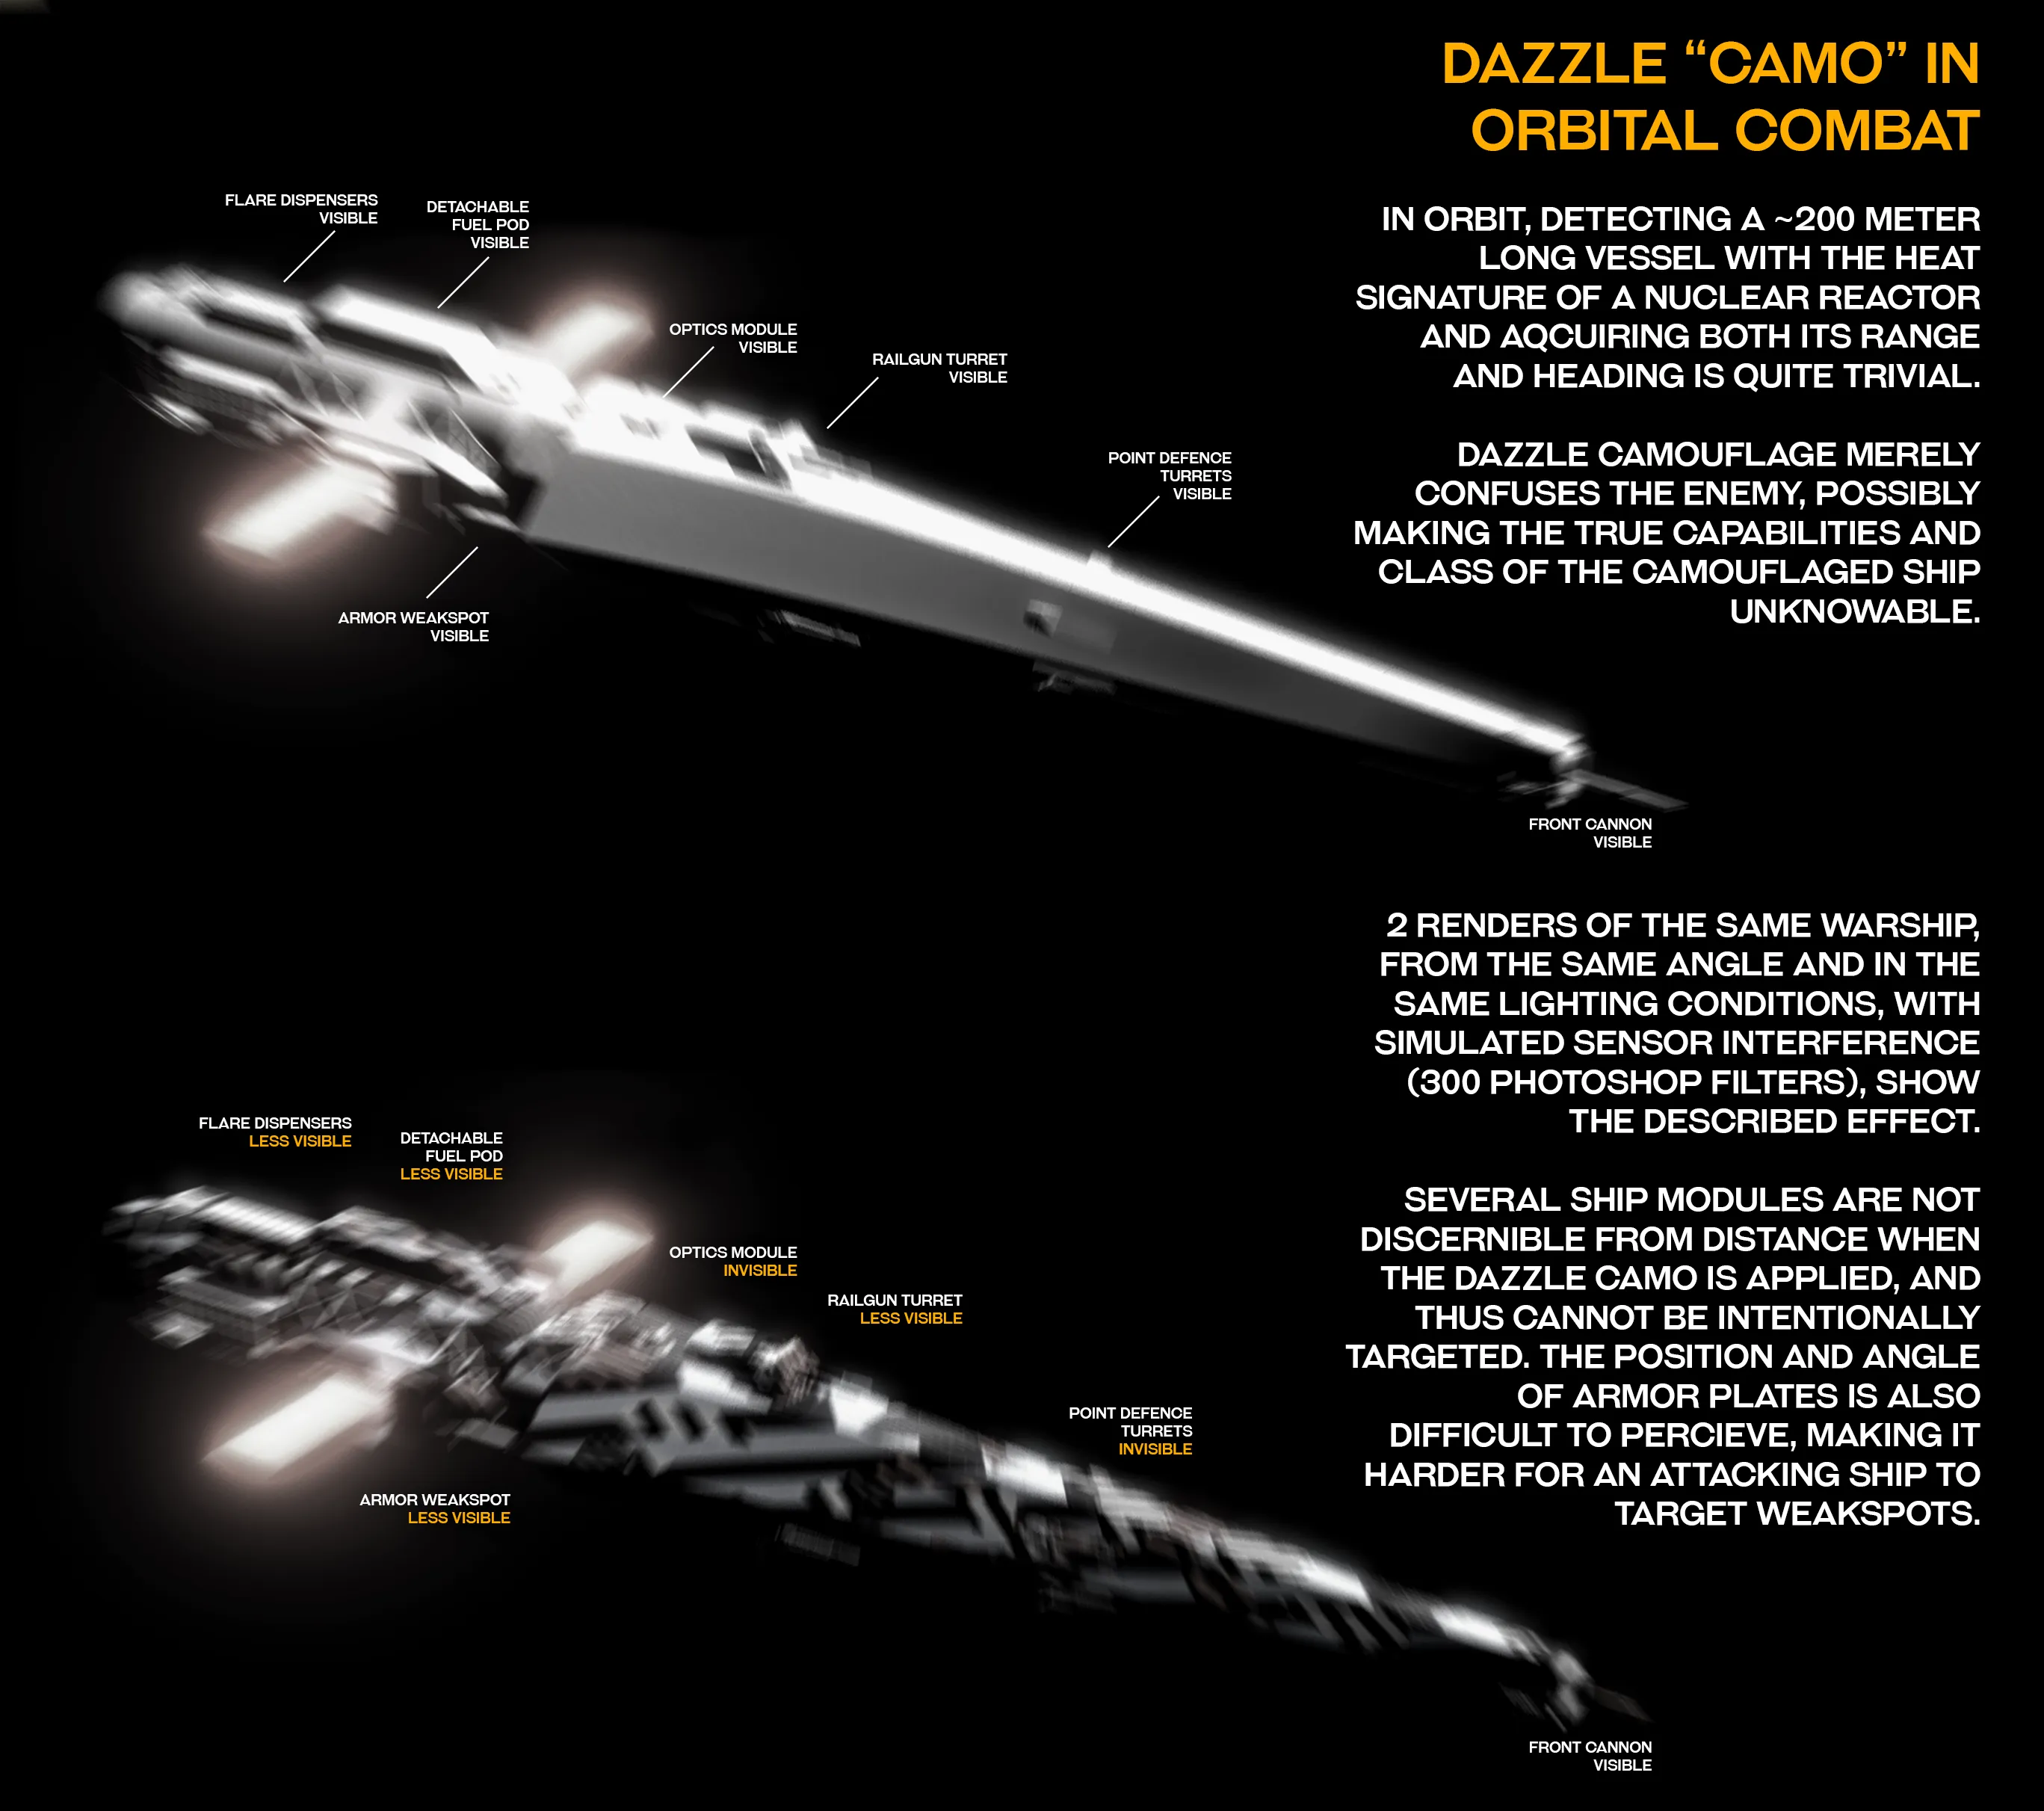 DAZZLE “CAMO” IN
ORBITAL COMBAT
IN ORBIT, DETECTING A ~200 METER
LONG VESSEL WITH THE HEAT
SIGNATURE OF A NUCLEAR REACTOR
AND AQCUIRING BOTH ITS RANGE
AND HEADING IS QUITE TRIVIAL.
DAZZLE CAMOUFLAGE MERELY
CONFUSES THE ENEMY, POSSIBLY
MAKING THE TRUE CAPABILITIES AND
CLASS OF THE CAMOUFLAGED SHIP
UNKNOWABLE.
FLARE DISPENSERS
VISIBLE
DETACHABLE
FUEL POD
VISIBLE
OPTICS MODULE
VISIBLE
RAILGUN TURRET
VISIBLE
POINT DEFENCE
TURRETS
VISIBLE
ARMOR WEAKSPOT
VISIBLE
FRONT CANNON
VISIBLE
2 RENDERS OF THE SAME WARSHIP,
FROM THE SAME ANGLE AND IN THE
SAME LIGHTING CONDITIONS, WITH
SIMULATED SENSOR INTERFERENCE
(300 PHOTOSHOP FILTERS), SHOW
THE DESCRIBED EFFECT.
SEVERAL SHIP MODULES ARE NOT
DISCERNIBLE FROM DISTANCE WHEN
THE DAZZLE CAMO IS APPLIED, AND
THUS CANNOT BE INTENTIONALLY
TARGETED. THE POSITION AND ANGLE
OF ARMOR PLATES IS ALSO
DIFFICULT TO PERCIEVE, MAKING IT
HARDER FOR AN ATTACKING SHIP TO
TARGET WEAKSPOTS.
FLARE DISPENSERS
LESS VISIBLE
DETACHABLE
FUEL POD
LESS VISIBLE
OPTICS MODULE
INVISIBLE
RAILGUN TURRET
LESS VISIBLE
POINT DEFENCE
TURRETS
INVISIBLE
ARMOR WEAKSPOT
LESS VISIBLE
FRONT CANNON
VISIBLE